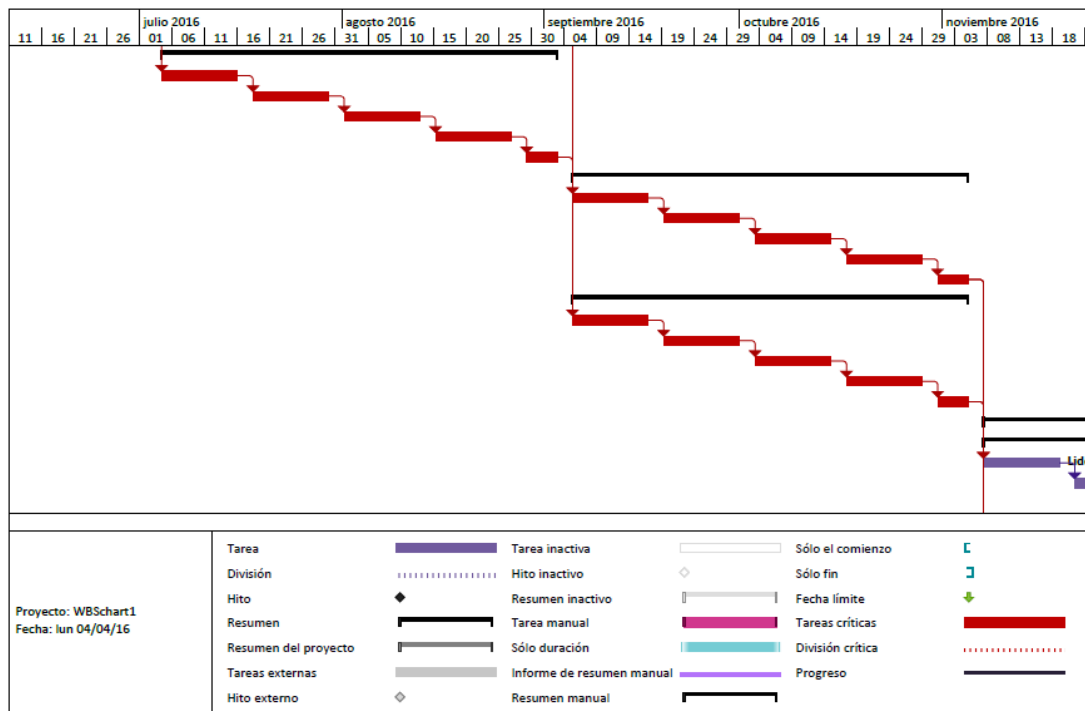 julio 2016 agosto 2016 septiembre 2016 octubre 2016 noviembre 2016
11 16 21 26 01 06 11 16 21 26 31 05 10 15 20 25 30 04 09 14 19 24 29 04 09 14 19 24 29 03 08 13 18
Proyecto: WBSchart1
Fecha: lun 04/04/16
Tarea
División
Hito
Resumen
Resumen del proyecto
Tareas externas
Hito externo
Tarea inactiva
Hito inactivo
Resumen inactivo
Tarea manual
Sólo duración
Informe de resumen manual
Resumen manual
Sólo el comienzo
Sólo fin
Fecha límite
Tareas críticas
División crítica
Progreso